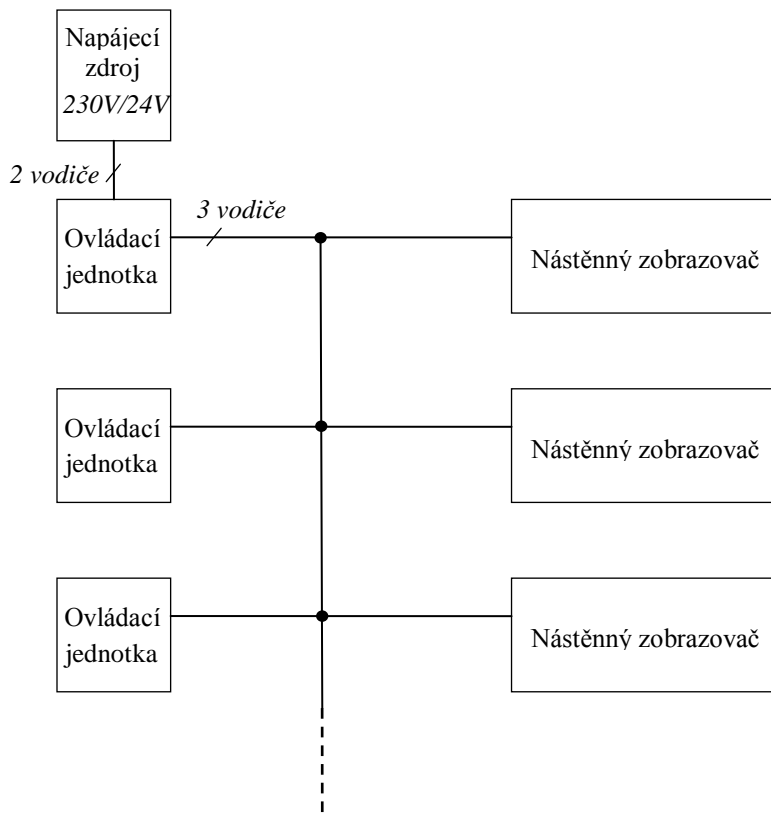 Napájecí
zdroj
230V/24V
2 vodiče
3 vodiče
Ovládací
jednotka
Nástěnný zobrazovač
Ovládací
jednotka
Nástěnný zobrazovač
Ovládací
jednotka
Nástěnný zobrazovač